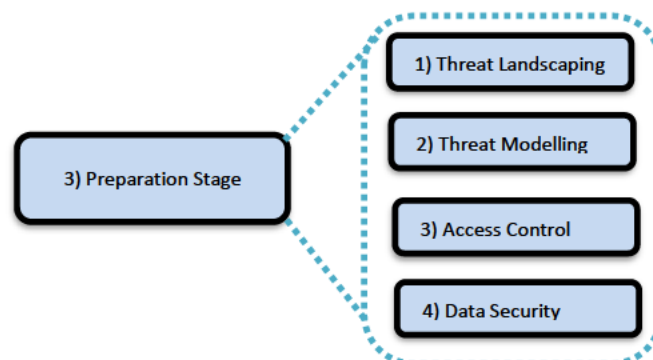 1) Threat Landscaping
2) Threat Modelling
3) Preparation Stage
3) Access Control
4) Data Security